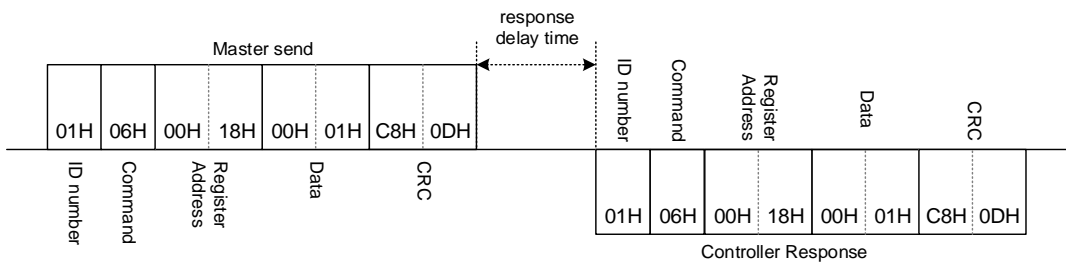 response
delay time
Master send
01H 06H 00H 18H 00H 01H C8H 0DH
ID number
Command
Register
Address
Data
CRC
ID number
Command
Register
Address
Data
CRC
01H 06H 00H 18H 00H 01H C8H 0DH
Controller Response